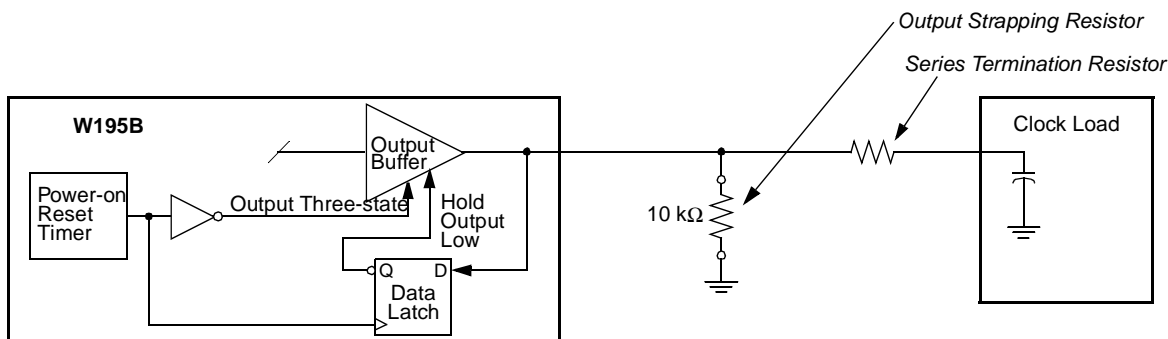 Output Strapping Resistor
Series Termination Resistor
W195B
Output
Buffer
Clock Load
Power-on
Reset
Timer
Output Three-state
Hold
Output
Low
10 kΩ
Q
D
Data
Latch